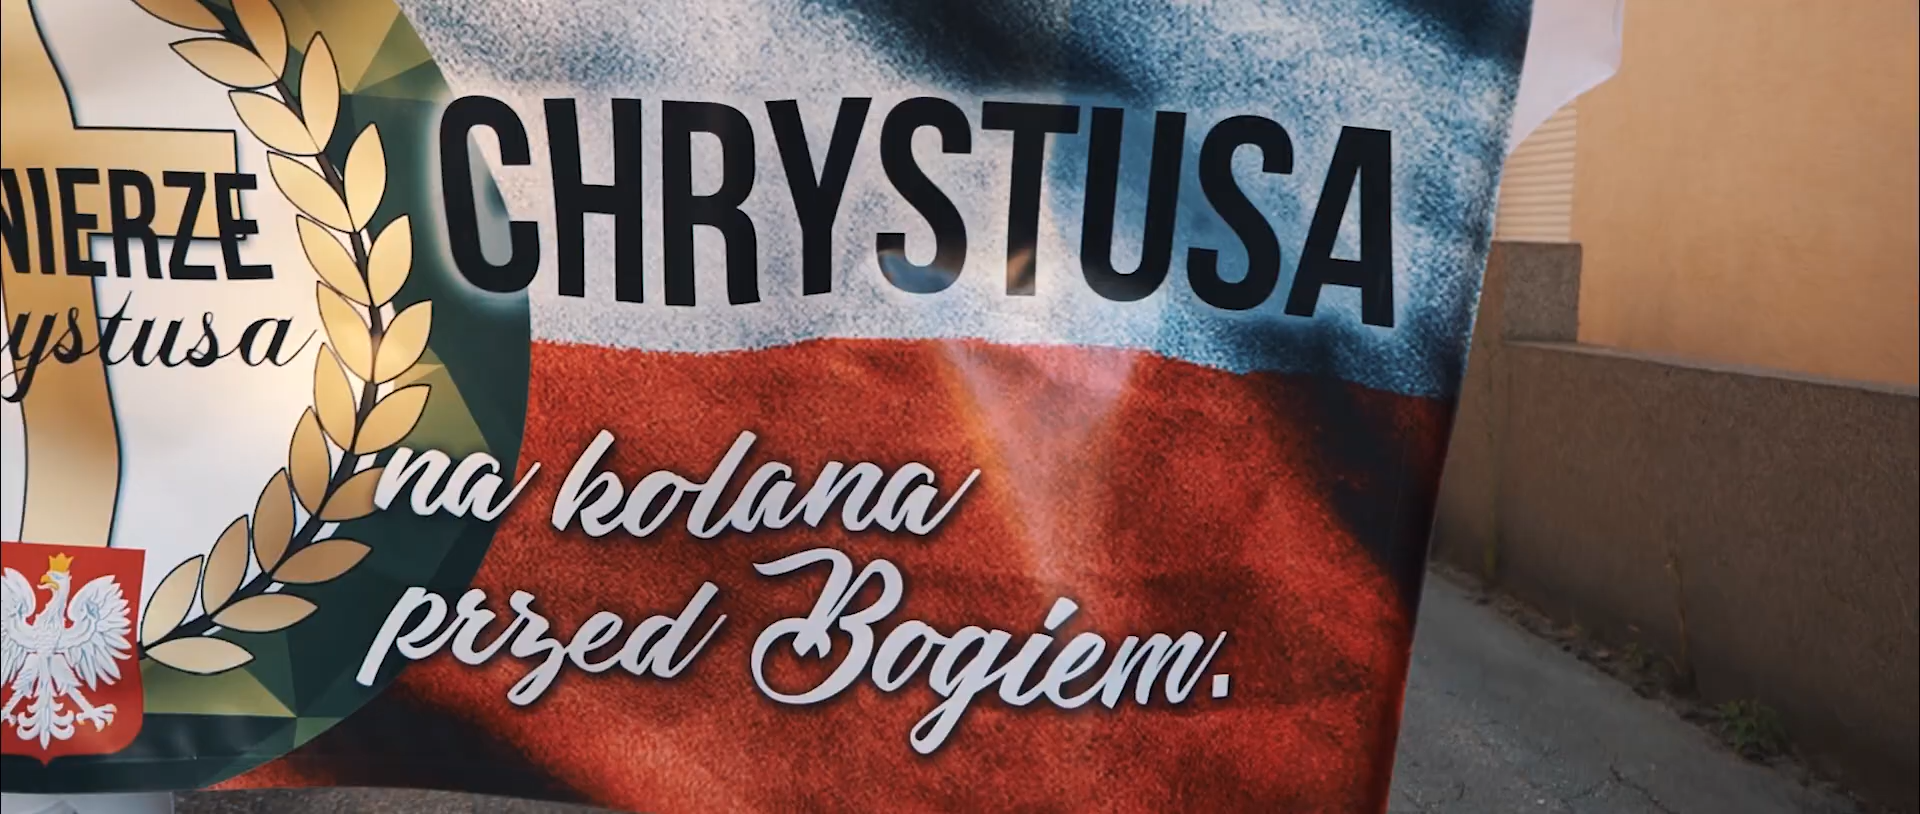 NIERZE
ystusa
CHRYSTUSA
na kolana
przed Bogiem.